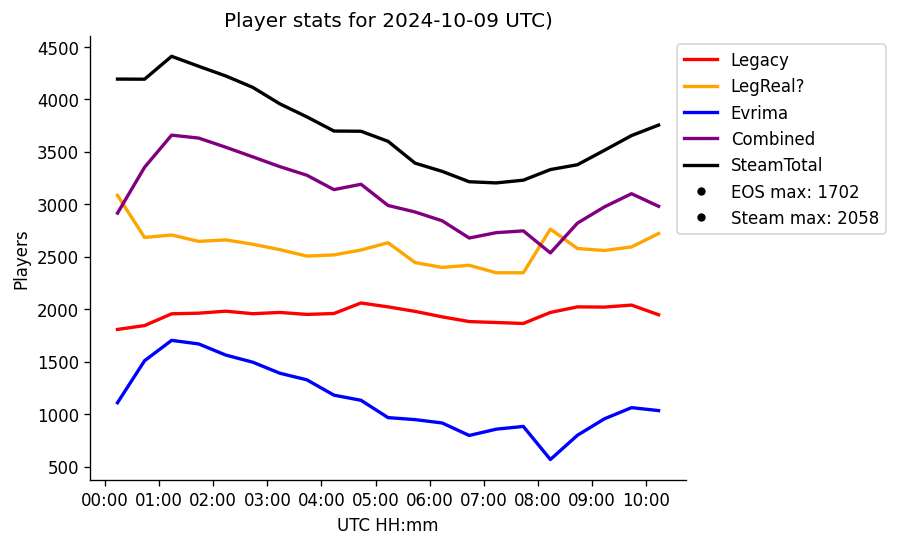 Player stats for 2024-10-09 UTC)
4500
4000
3500
3000
2500
2000
1500
1000
500
Players
00:00 01:00 02:00 03:00 04:00 05:00 06:00 07:00 08:00 09:00 10:00
UTC HH:mm
Legacy
LegReal?
Evrima
Combined
SteamTotal
EOS max: 1702
Steam max: 2058